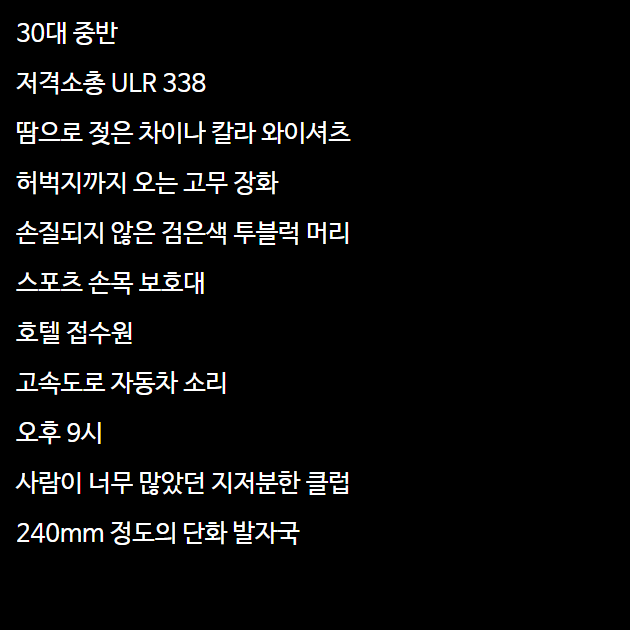 30대 중반
저격소총 ULR 338
땀으로 젖은 차이나 칼라 와이셔츠
허벅지까지 오는 고무 장화
손질되지 않은 검은색 투블럭 머리
스포츠 손목 보호대
호텔 접수원
고속도로 자동차 소리
오후 9시
사람이 너무 많았던 지저분한 클럽
240mm 정도의 단화 발자국